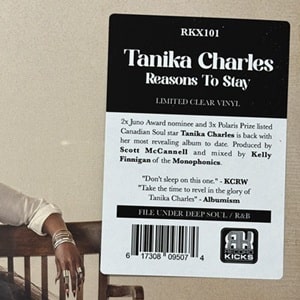 RKX101
Tanika Charles
Reasons To Stay
LIMITED CLEAR VINYL
2x Juno Award nominee and 3x Polaris Prize listed
Canadian Soul star Tanika Charles is back with
her most revealing album to date. Produced by
Scott McCannell and mixed by Kelly
Finnigan of the Monophonics.
"Don't sleep on this one." - KCRW
"Take the time to revel in the glory of
Tanika Charles" - Albumism
FILE UNDER DEEP SOUL / R&B
6 17308 09507 4
RK
RECORD
KICKS